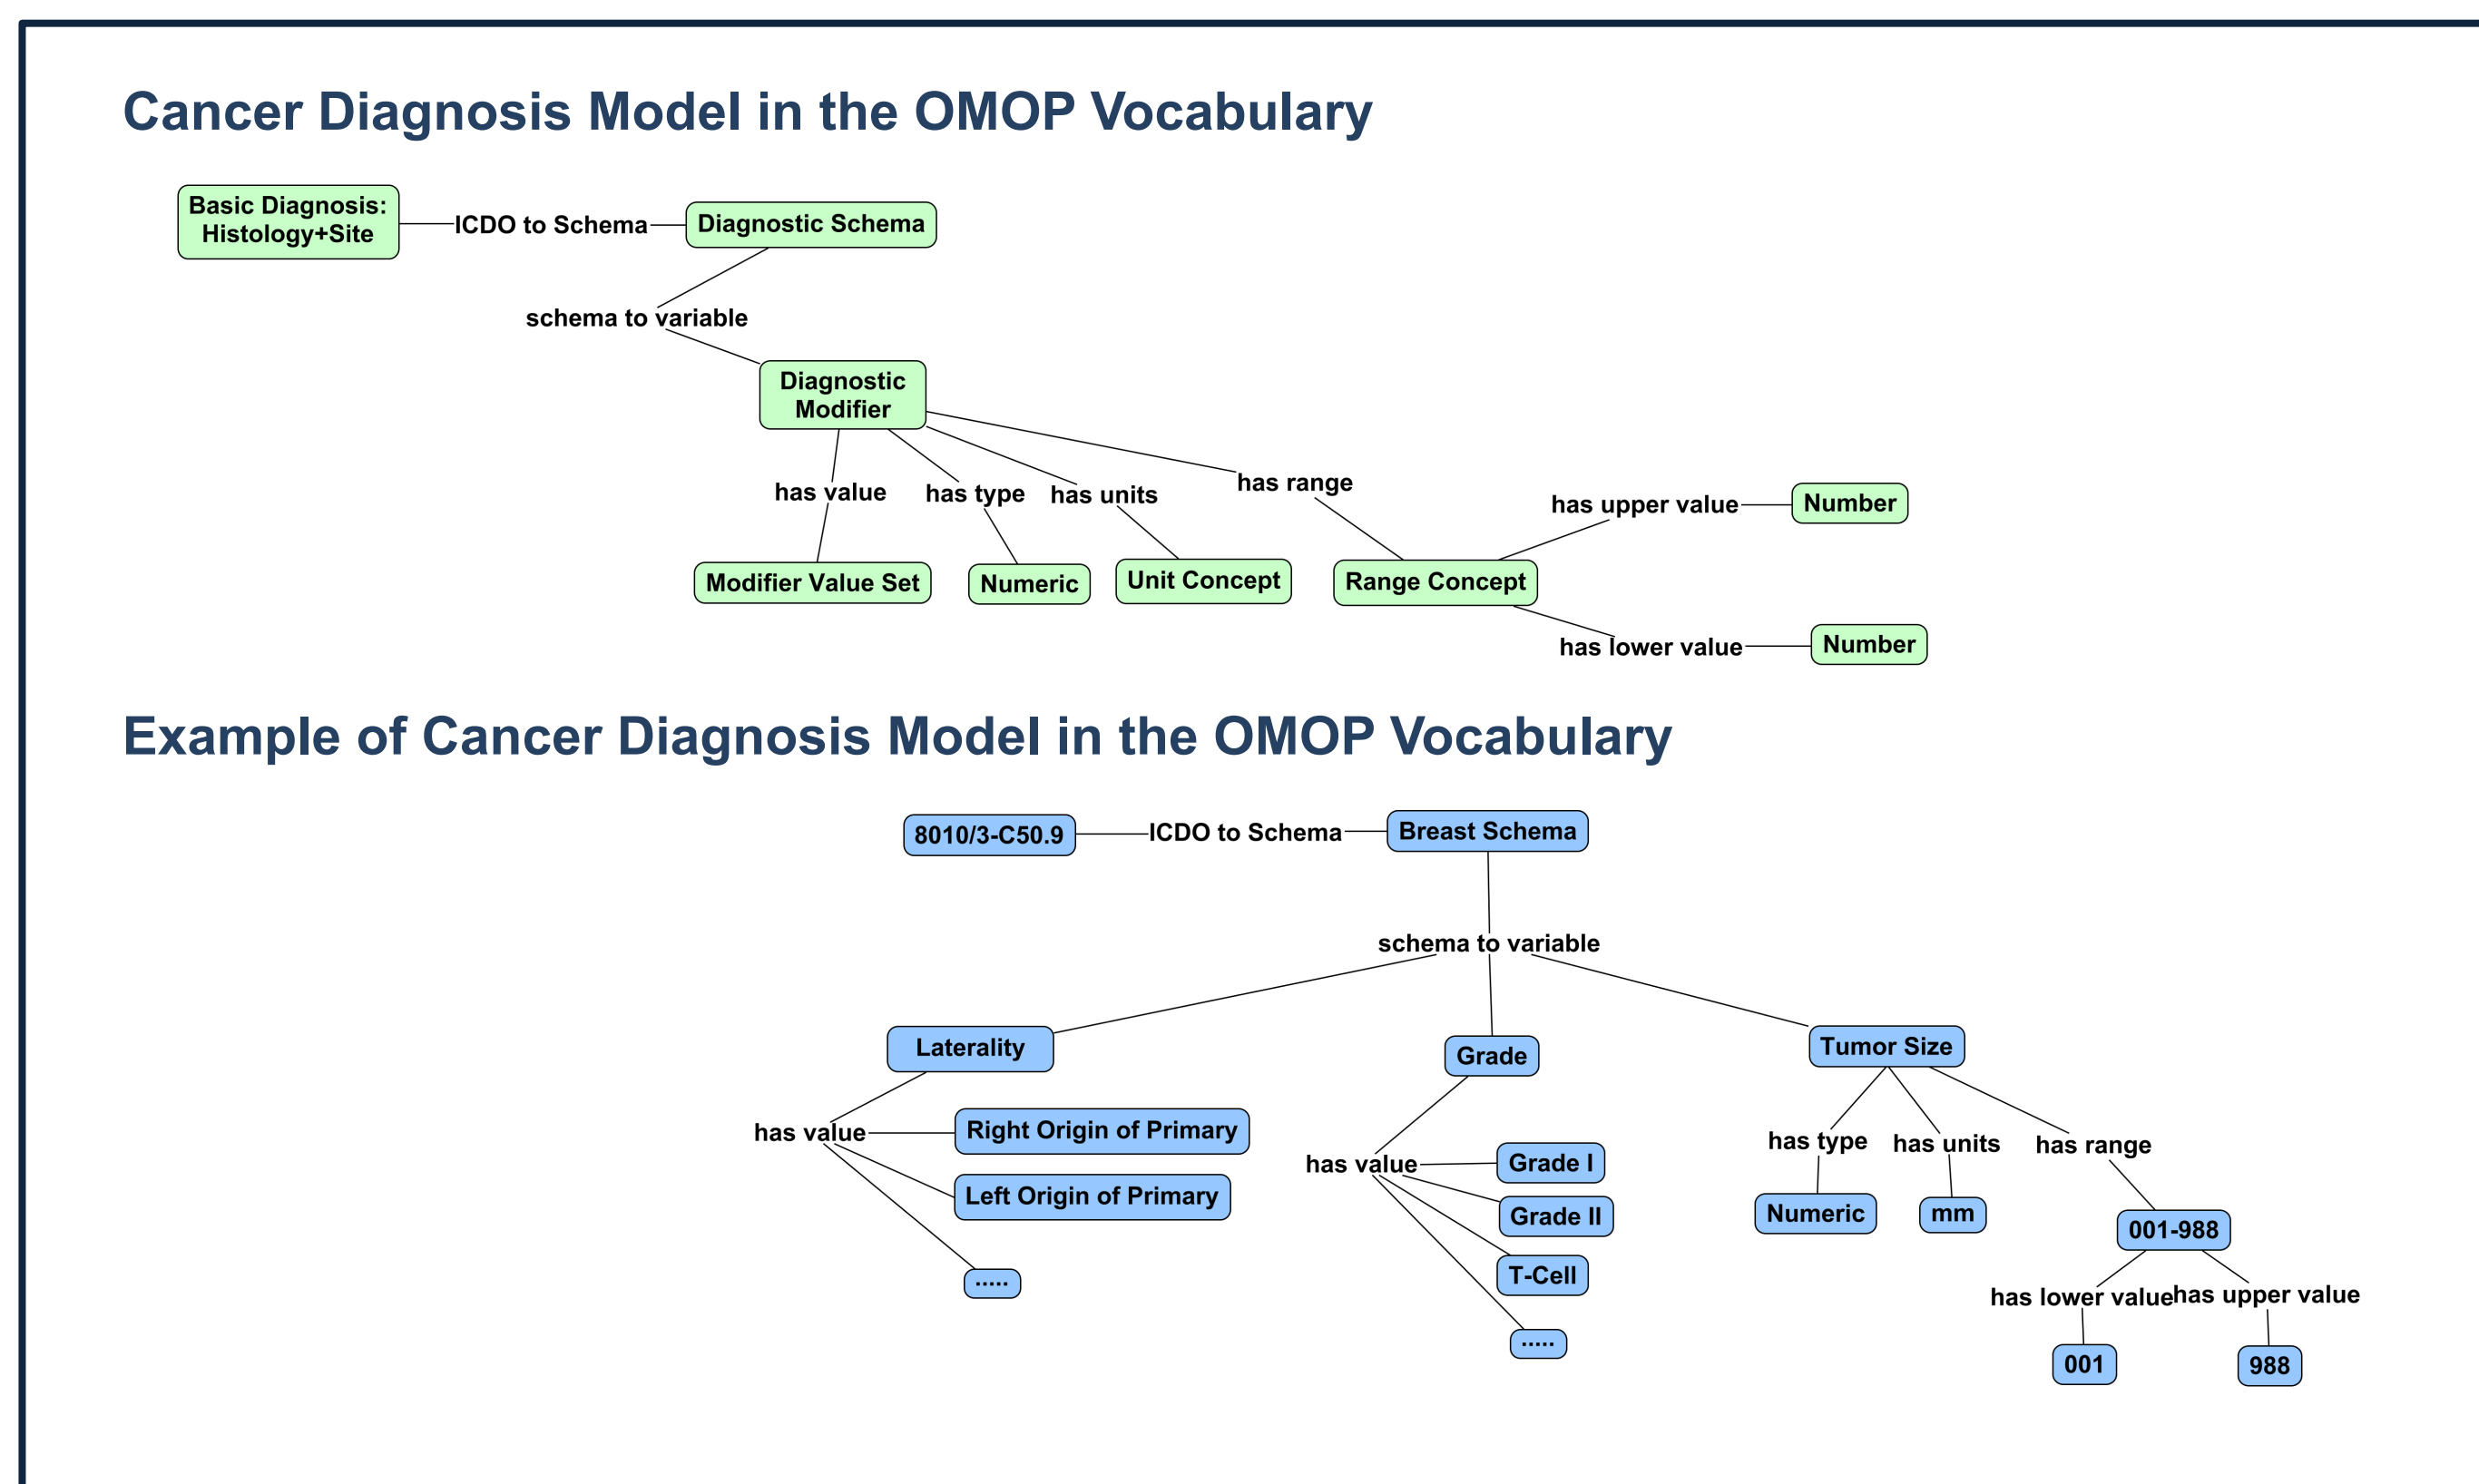 Cancer Diagnosis Model in the OMOP Vocabulary
Basic Diagnosis:
Histology+Site
ICDO to Schema
Diagnostic Schema
schema to variable
Diagnostic
Modifier
has value
has type
has units
has range
has upper value
Number
Modifier Value Set
Numeric
Unit Concept
Range Concept
has lower value
Number
Example of Cancer Diagnosis Model in the OMOP Vocabulary
8010/3-C50.9
ICDO to Schema
Breast Schema
schema to variable
Laterality
Grade
Tumor Size
has value
Right Origin of Primary
Left Origin of Primary
.....
has value
Grade I
Grade II
T-Cell
.....
has type
has units
has range
Numeric
mm
001-988
has lower value
has upper value
001
988